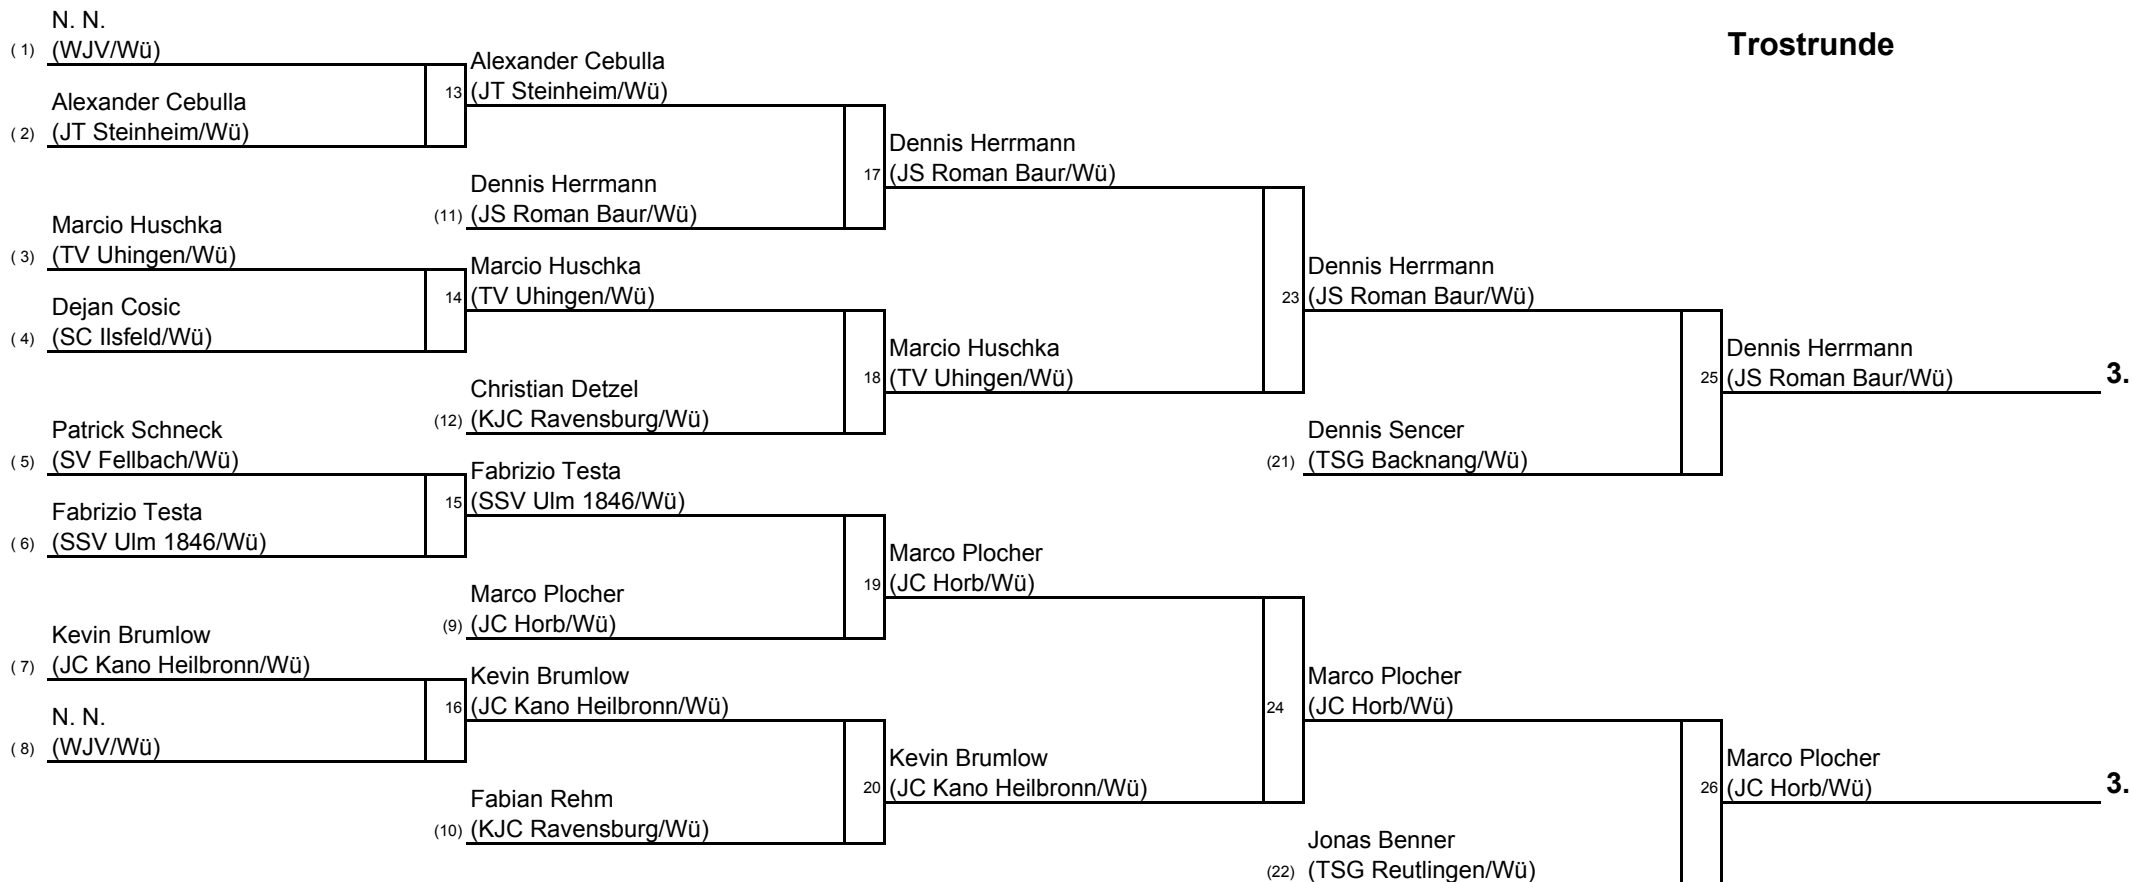 Trostrunde
N. N.
( 1) (WJV/Wü)
Alexander Cebulla
( 2) (JT Steinheim/Wü)
Marcio Huschka
( 3) (TV Uhingen/Wü)
Dejan Cosic
( 4) (SC Ilsfeld/Wü)
Patrick Schneck
( 5) (SV Fellbach/Wü)
Fabrizio Testa
( 6) (SSV Ulm 1846/Wü)
Kevin Brumlow
( 7) (JC Kano Heilbronn/Wü)
N. N.
( 8) (WJV/Wü)
Alexander Cebulla
13 (JT Steinheim/Wü)
Dennis Herrmann
(11) (JS Roman Baur/Wü)
Marcio Huschka
14 (TV Uhingen/Wü)
Christian Detzel
(12) (KJC Ravensburg/Wü)
Fabrizio Testa
15 (SSV Ulm 1846/Wü)
Marco Plocher
(9) (JC Horb/Wü)
Kevin Brumlow
16 (JC Kano Heilbronn/Wü)
Fabian Rehm
(10) (KJC Ravensburg/Wü)
Dennis Herrmann
17 (JS Roman Baur/Wü)
Marcio Huschka
18 (TV Uhingen/Wü)
Marco Plocher
19 (JC Horb/Wü)
Kevin Brumlow
20 (JC Kano Heilbronn/Wü)
Dennis Herrmann
23 (JS Roman Baur/Wü)
Dennis Sencer
(21) (TSG Backnang/Wü)
Marco Plocher
24 (JC Horb/Wü)
Jonas Benner
(22) (TSG Reutlingen/Wü)
Dennis Herrmann
25 (JS Roman Baur/Wü) 3.
Marco Plocher
26 (JC Horb/Wü) 3.